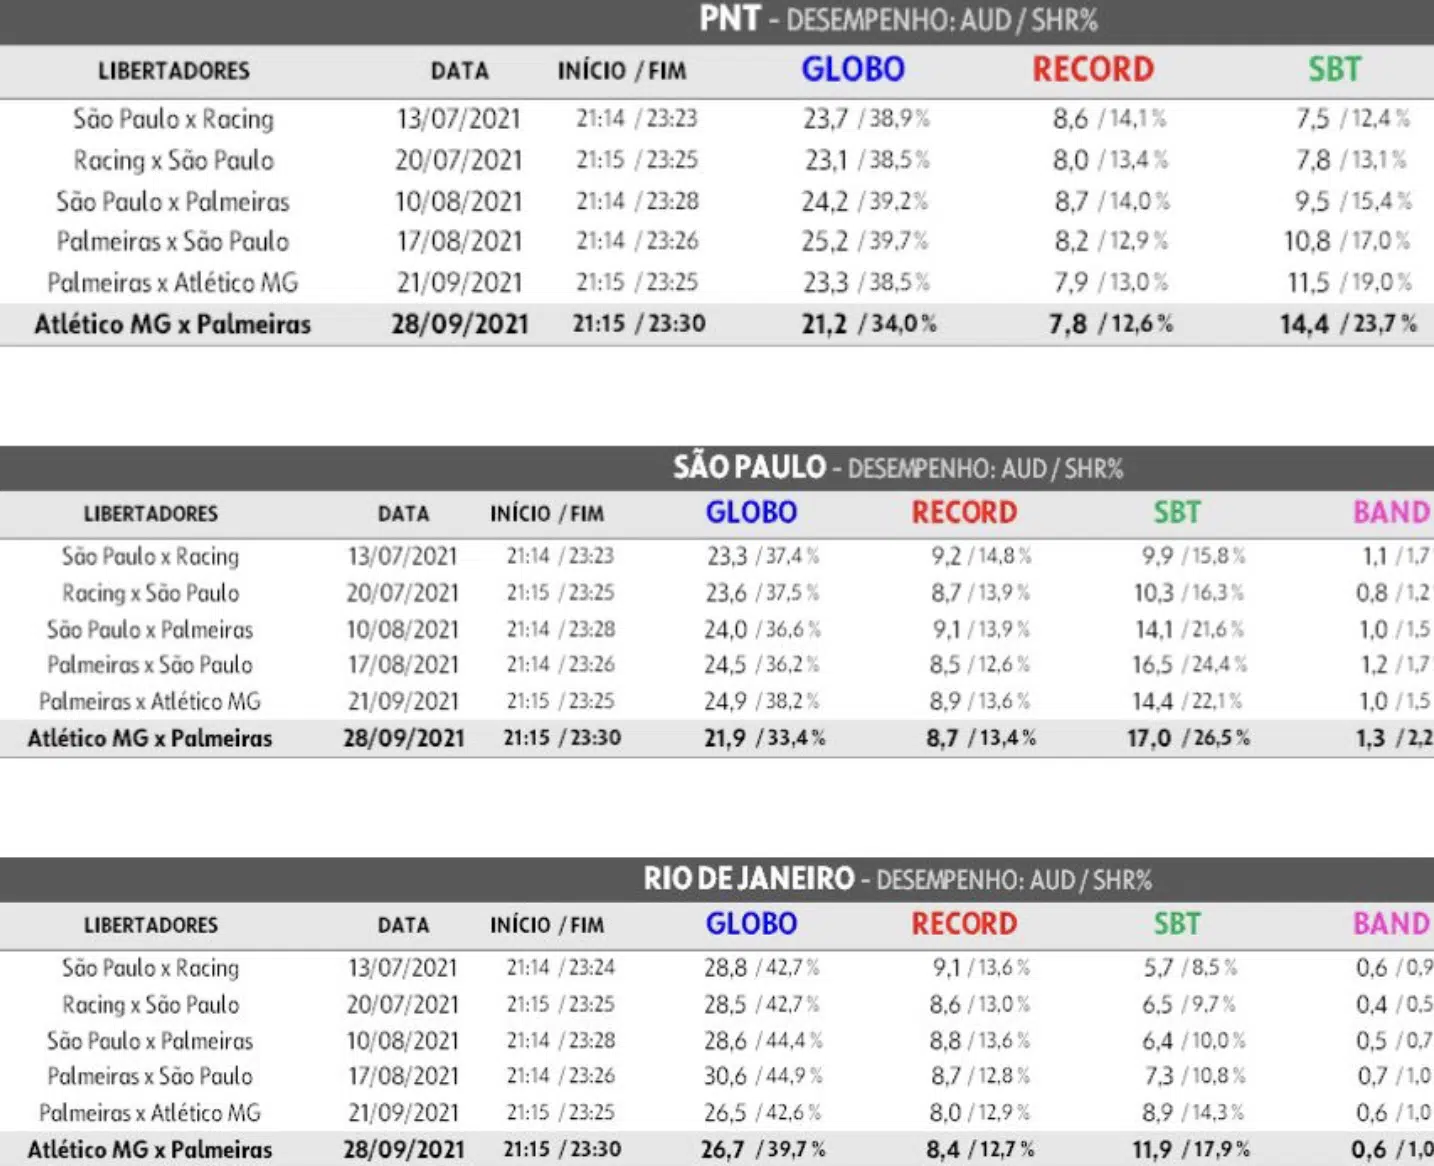 PNT - DESEMPENHO: AUD / SHR%
LIBERTADORES DATA INÍCIO / FIM GLOBO RECORD SBT
São Paulo x Racing 13/07/2021 21:14 / 23:23 23,7 / 38,9% 8,6 / 14,1% 7,5 / 12,4%
Racing x São Paulo 20/07/2021 21:15 / 23:25 23,1 / 38,5% 8,0 / 13,4% 7,8 / 13,1%
São Paulo x Palmeiras 10/08/2021 21:14 / 23:28 24,2 / 39,2% 8,7 / 14,0% 9,5 / 15,4%
Palmeiras x São Paulo 17/08/2021 21:14 / 23:26 25,2 / 39,7% 8,2 / 12,9% 10,8 / 17,0%
Palmeiras x Atlético MG 21/09/2021 21:15 / 23:25 23,3 / 38,5% 7,9 / 13,0% 11,5 / 19,0%
Atlético MG x Palmeiras 28/09/2021 21:15 / 23:30 21,2 / 34,0% 7,8 / 12,6% 14,4 / 23,7%
SÃO PAULO - DESEMPENHO: AUD / SHR%
LIBERTADORES DATA INÍCIO / FIM GLOBO RECORD SBT BAND
São Paulo x Racing 13/07/2021 21:14 / 23:23 23,3 / 37,4% 9,2 / 14,8% 9,9 / 15,8% 1,1 / 1,7
Racing x São Paulo 20/07/2021 21:15 / 23:25 23,6 / 37,5% 8,7 / 13,9% 10,3 / 16,3% 0,8 / 1,2
São Paulo x Palmeiras 10/08/2021 21:14 / 23:28 24,0 / 36,6% 9,1 / 13,9% 14,1 / 21,6% 1,0 / 1,5
Palmeiras x São Paulo 17/08/2021 21:14 / 23:26 24,5 / 36,2% 8,5 / 12,6% 16,5 / 24,4% 1,2 / 1,7
Palmeiras x Atlético MG 21/09/2021 21:15 / 23:25 24,9 / 38,2% 8,9 / 13,6% 14,4 / 22,1% 1,0 / 1,5
Atlético MG x Palmeiras 28/09/2021 21:15 / 23:30 21,9 / 33,4% 8,7 / 13,4% 17,0 / 26,5% 1,3 / 2,2
RIO DE JANEIRO - DESEMPENHO: AUD / SHR%
LIBERTADORES DATA INÍCIO / FIM GLOBO RECORD SBT BAND
São Paulo x Racing 13/07/2021 21:14 / 23:24 28,8 / 42,7% 9,1 / 13,6% 5,7 / 8,5% 0,6 / 0,9
Racing x São Paulo 20/07/2021 21:15 / 23:25 28,5 / 42,7% 8,6 / 13,0% 6,5 / 9,7% 0,4 / 0,5
São Paulo x Palmeiras 10/08/2021 21:14 / 23:28 28,6 / 44,4% 8,8 / 13,6% 6,4 / 10,0% 0,5 / 0,7
Palmeiras x São Paulo 17/08/2021 21:14 / 23:26 30,6 / 44,9% 8,7 / 12,8% 7,3 / 10,8% 0,7 / 1,0
Palmeiras x Atlético MG 21/09/2021 21:15 / 23:25 26,5 / 42,6% 8,0 / 12,9% 8,9 / 14,3% 0,6 / 1,0
Atlético MG x Palmeiras 28/09/2021 21:15 / 23:30 26,7 / 39,7% 8,4 / 12,7% 11,9 / 17,9% 0,6 / 1,0